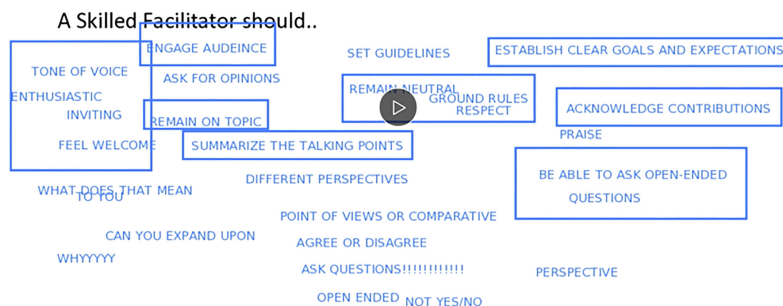 A Skilled Facilitator should..
ENGAGE AUDEINCE
SET GUIDELINES
ESTABLISH CLEAR GOALS AND EXPECTATIONS
TONE OF VOICE
ASK FOR OPINIONS
ENTHUSIASTIC
REMAIN NEUTRAL
GROUND RULES
RESPECT
ACKNOWLEDGE CONTRIBUTIONS
INVITING
REMAIN ON TOPIC
PRAISE
FEEL WELCOME
SUMMARIZE THE TALKING POINTS
DIFFERENT PERSPECTIVES
BE ABLE TO ASK OPEN-ENDED
QUESTIONS
WHAT DOES THAT MEAN
TO YOU
POINT OF VIEWS OR COMPARATIVE
CAN YOU EXPAND UPON
AGREE OR DISAGREE
WHYYYYY
ASK QUESTIONS!!!!!!!!!!!!
PERSPECTIVE
OPEN ENDED
NOT YES/NO